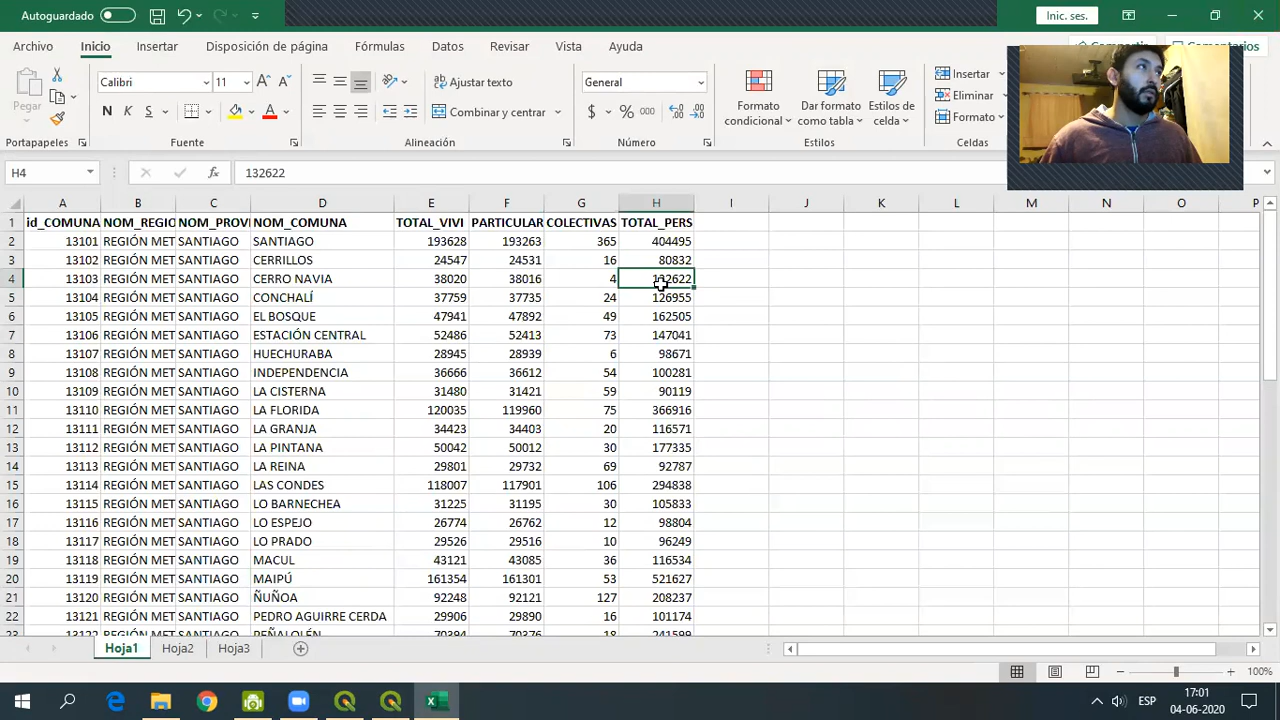 Autoguardado
Inic. ses.
Archivo Inicio Insertar Disposición de página Fórmulas Datos Revisar Vista Ayuda
Pegar
Calibri 11
Ajustar texto
General
Insertar
N K S
Combinar y centrar
$ % 000
Formato condicional
Dar formato como tabla
Estilos de celda
Eliminar
Formato
Portapapeles Fuente Alineación Número Estilos Celdas
H4 132622
A B C D E F G H I J K L M N O P
1 id_COMUNA NOM_REGIO NOM_PROVI NOM_COMUNA TOTAL_VIVI PARTICULAR COLECTIVAS TOTAL_PERS
2 13101 REGIÓN MET SANTIAGO SANTIAGO 193628 193263 365 404495
3 13102 REGIÓN MET SANTIAGO CERRILLOS 24547 24531 16 80832
4 13103 REGIÓN MET SANTIAGO CERRO NAVIA 38020 38016 4 132622
5 13104 REGIÓN MET SANTIAGO CONCHALÍ 37759 37735 24 126955
6 13105 REGIÓN MET SANTIAGO EL BOSQUE 47941 47892 49 162505
7 13106 REGIÓN MET SANTIAGO ESTACIÓN CENTRAL 52486 52413 73 147041
8 13107 REGIÓN MET SANTIAGO HUECHURABA 28945 28939 6 98671
9 13108 REGIÓN MET SANTIAGO INDEPENDENCIA 36666 36612 54 100281
10 13109 REGIÓN MET SANTIAGO LA CISTERNA 31480 31421 59 90119
11 13110 REGIÓN MET SANTIAGO LA FLORIDA 120035 119960 75 366916
12 13111 REGIÓN MET SANTIAGO LA GRANJA 34423 34403 20 116571
13 13112 REGIÓN MET SANTIAGO LA PINTANA 50042 50012 30 177335
14 13113 REGIÓN MET SANTIAGO LA REINA 29801 29732 69 92787
15 13114 REGIÓN MET SANTIAGO LAS CONDES 118007 117901 106 294838
16 13115 REGIÓN MET SANTIAGO LO BARNECHEA 31225 31195 30 105833
17 13116 REGIÓN MET SANTIAGO LO ESPEJO 26774 26762 12 98804
18 13117 REGIÓN MET SANTIAGO LO PRADO 29526 29516 10 96249
19 13118 REGIÓN MET SANTIAGO MACUL 43121 43085 36 116534
20 13119 REGIÓN MET SANTIAGO MAIPÚ 161354 161301 53 521627
21 13120 REGIÓN MET SANTIAGO ÑUÑOA 92248 92121 127 208237
22 13121 REGIÓN MET SANTIAGO PEDRO AGUIRRE CERDA 29906 29890 16 101174
23 13122 REGIÓN MET SANTIAGO PEÑALOLÉN 70394 70376 18 241599
Hoja1 Hoja2 Hoja3
100%
ESP
17:01
04-06-2020